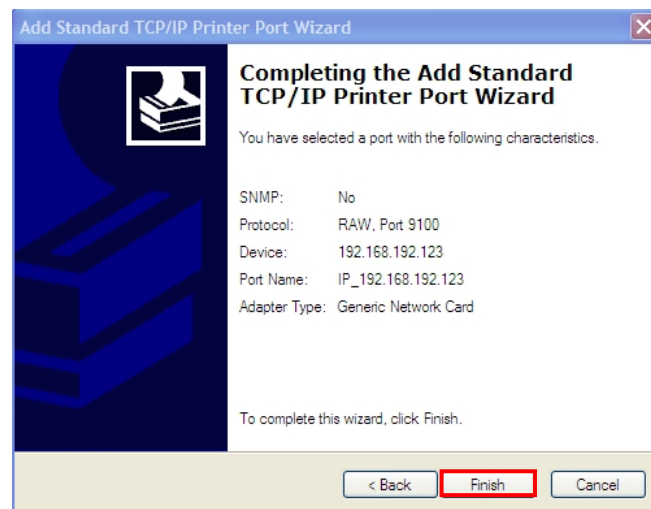 Add Standard TCP/IP Printer Port Wizard
Completing the Add Standard
TCP/IP Printer Port Wizard
You have selected a port with the following characteristics.
SNMP: No
Protocol: RAW, Port 9100
Device: 192.168.192.123
Port Name: IP_192.168.192.123
Adapter Type: Generic Network Card
To complete this wizard, click Finish.
< Back Finish Cancel